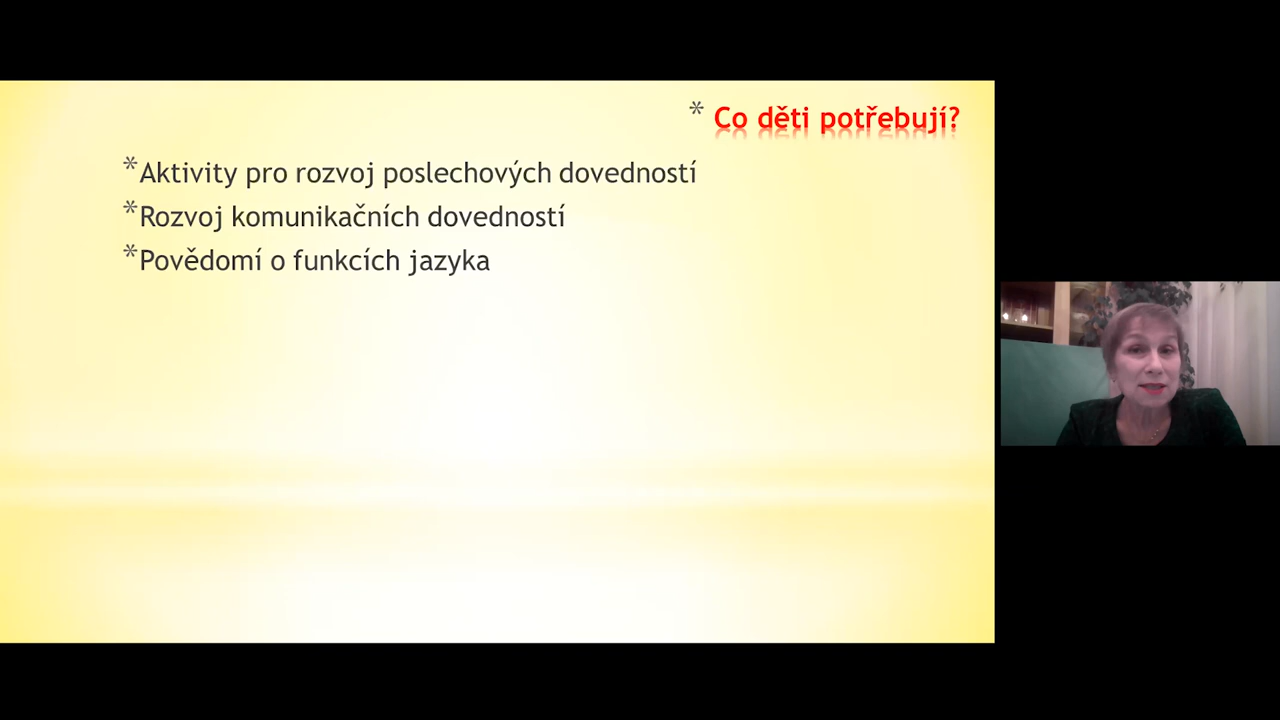 * Co děti potřebují?
* Aktivity pro rozvoj poslechových dovedností
* Rozvoj komunikačních dovedností
* Povědomí o funkcích jazyka